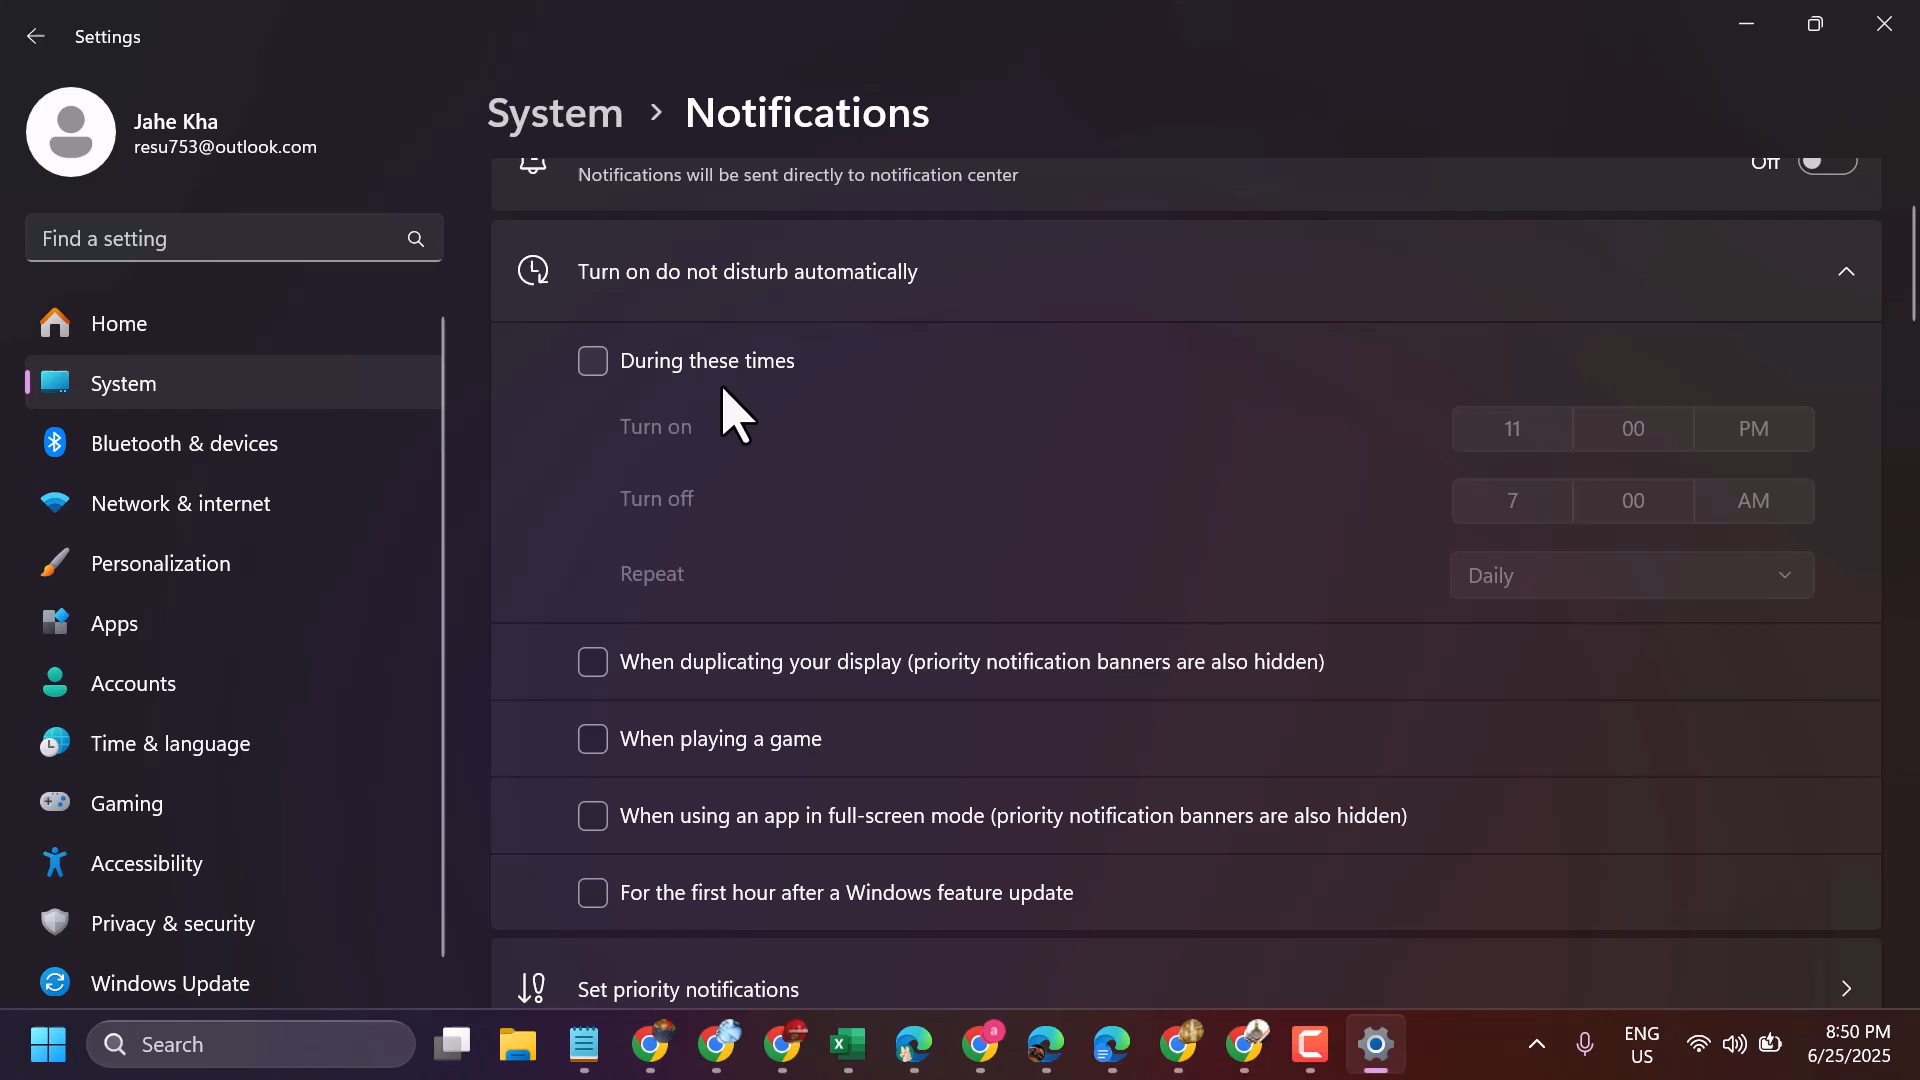 Settings
Jahe Kha
resu753@outlook.com
Find a setting
Home
System
Bluetooth & devices
Network & internet
Personalization
Apps
Accounts
Time & language
Gaming
Accessibility
Privacy & security
Windows Update
System > Notifications
Off
Notifications will be sent directly to notification center
Turn on do not disturb automatically
During these times
Turn on 11 00 PM
Turn off 7 00 AM
Repeat Daily
When duplicating your display (priority notification banners are also hidden)
When playing a game
When using an app in full-screen mode (priority notification banners are also hidden)
For the first hour after a Windows feature update
Set priority notifications
Search
a
ENG
US
8:50 PM
6/25/2025